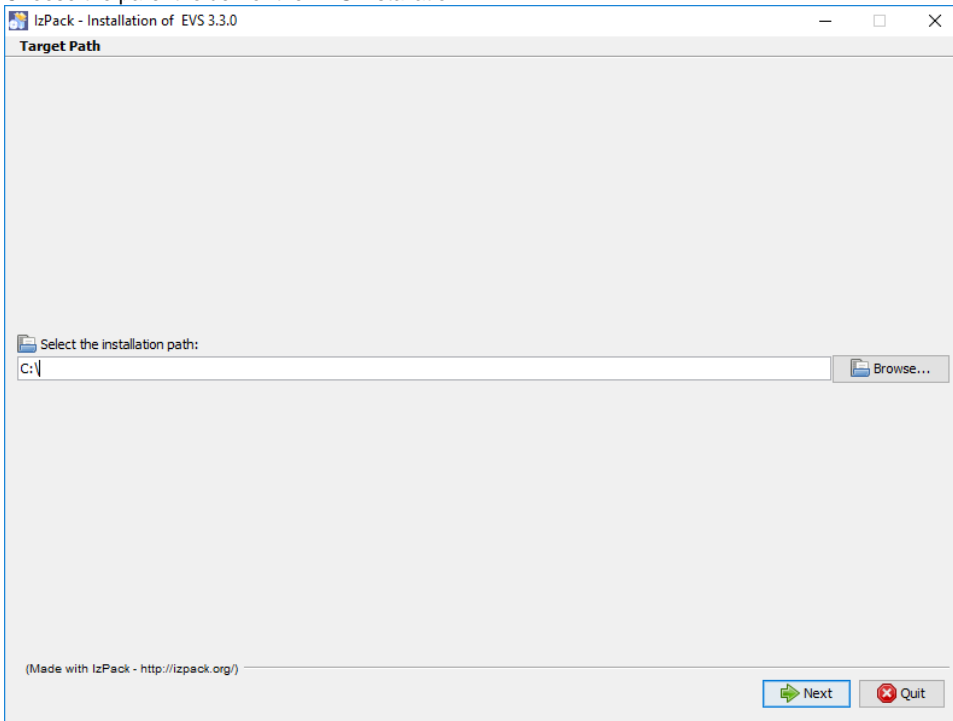 IzPack - Installation of EVS 3.3.0
Target Path
Select the installation path:
C:\
Browse...
(Made with IzPack - http://izpack.org/)
Next
Quit